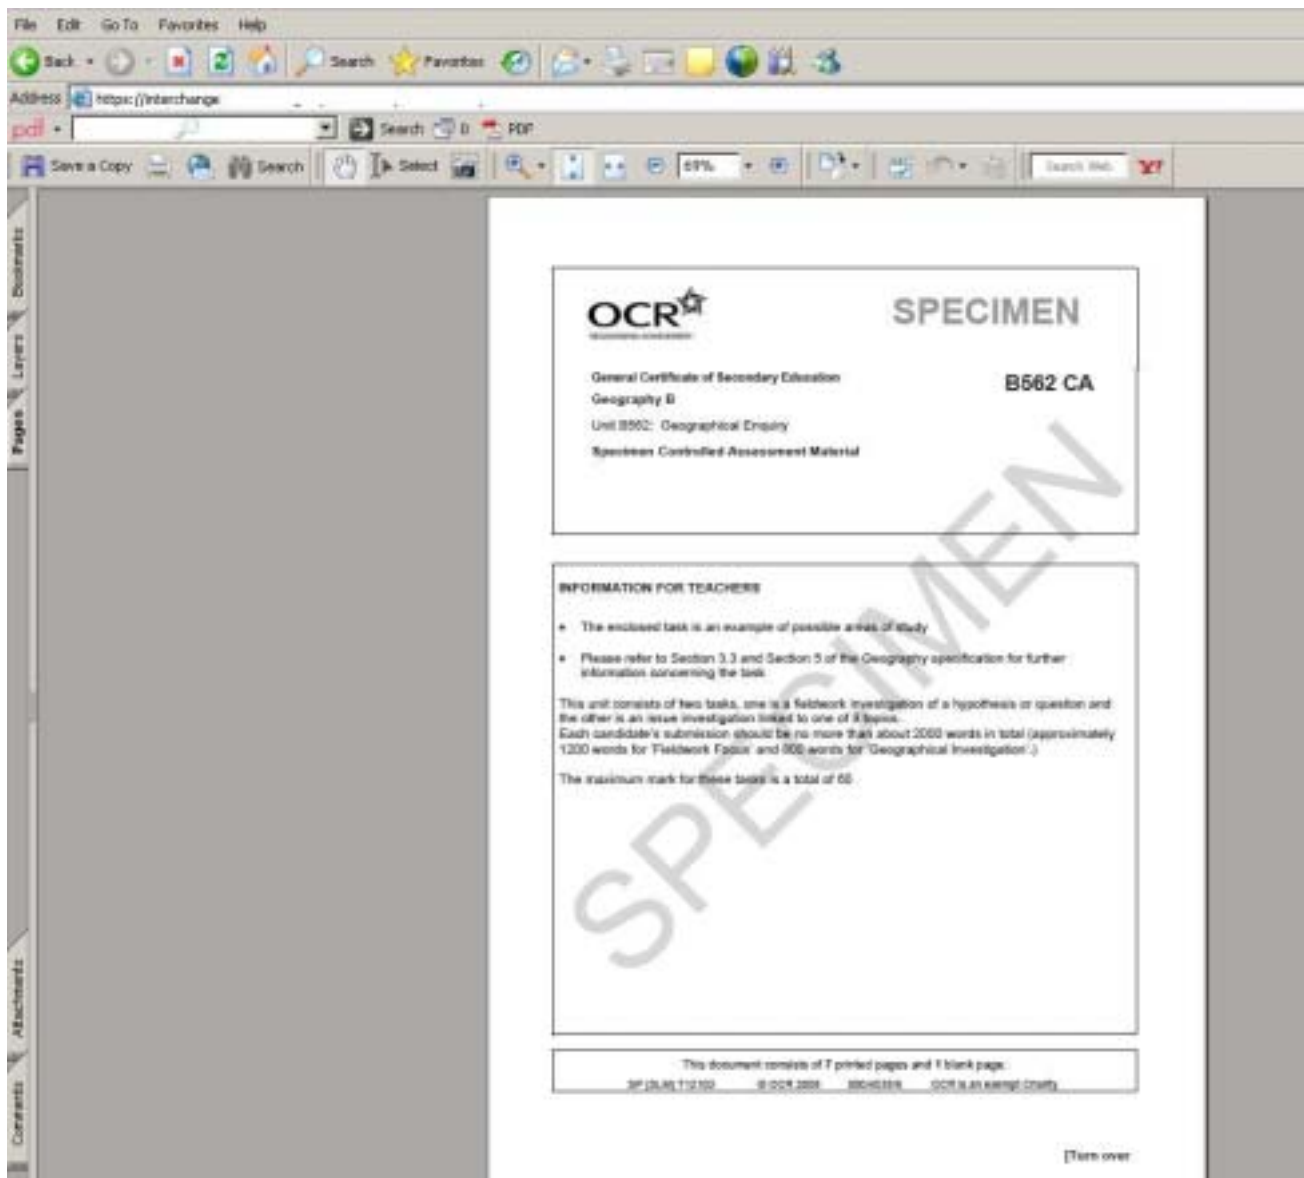 File Edit Go To Favorites Help
Back Search Favorites
Address https://interchange
pdf Search 0 PDF
Save a Copy Search Select 69% Search Web Y!
Bookmarks
Layers
Pages
Attachments
Comments
OCR SPECIMEN
General Certificate of Secondary Education B562 CA
Geography B
Unit B562: Geographical Enquiry
Specimen Controlled Assessment Material
INFORMATION FOR TEACHERS
• The enclosed task is an example of possible areas of study
• Please refer to Section 3.3 and Section 5 of the Geography specification for further
information concerning the task
This unit consists of two tasks, one is a fieldwork investigation of a hypothesis or question and
the other is an issue investigation linked to one of topics.
Each candidate's submission should be no more than about 2000 words in total (approximately
1200 words for 'Fieldwork Focus' and 800 words for 'Geographical Investigation'.)
The maximum mark for these tasks is a total of 60
SPECIMEN
This document consists of 7 printed pages and 1 blank page.
© OCR OCR is an exempt Charity
[Turn over